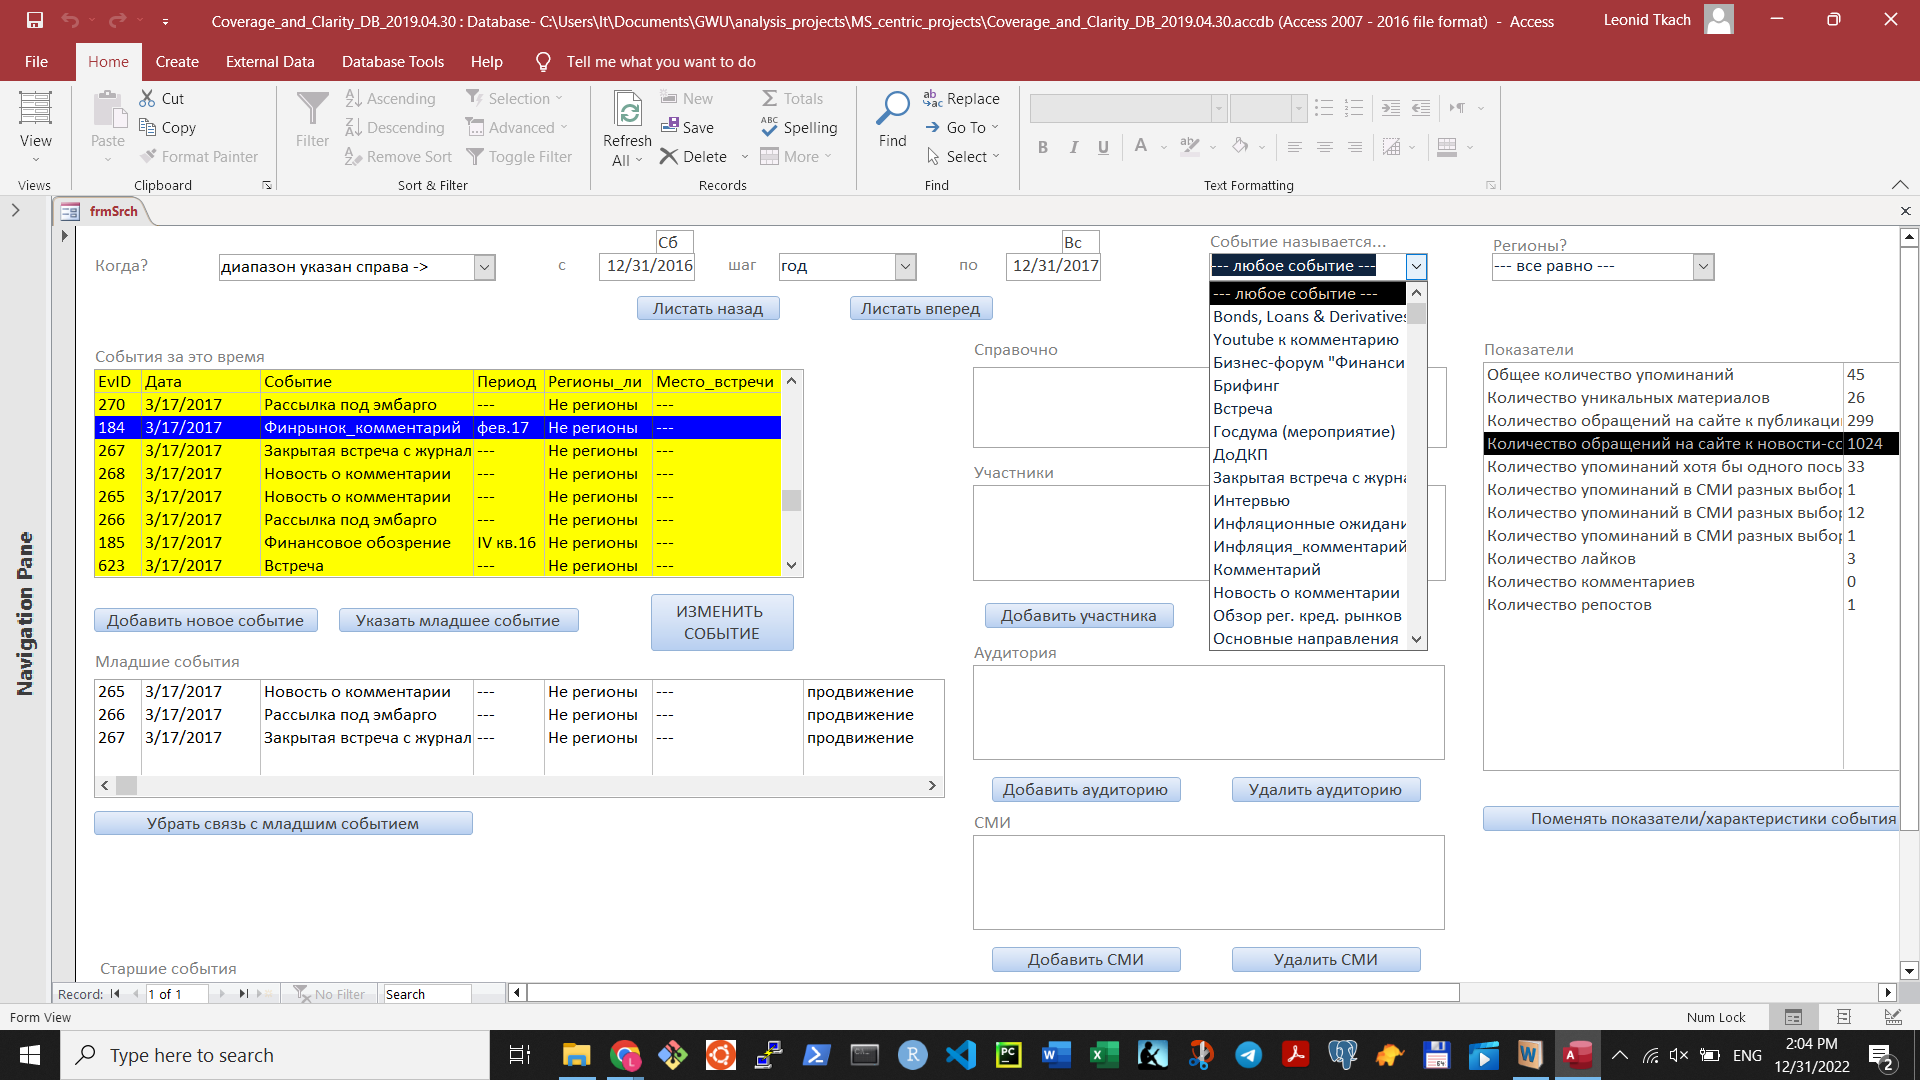 Coverage_and_Clarity_DB_2019.04.30 : Database- C:\Users\lt\Documents\GWU\analysis_projects\MS_centric_projects\Coverage_and_Clarity_DB_2019.04.30.accdb (Access 2007 - 2016 file format) - Access
Leonid Tkach
File Home Create External Data Database Tools Help Tell me what you want to do
View
Views
Paste
Cut
Copy
Format Painter
Clipboard
Filter
Ascending
Descending
Remove Sort
Selection
Advanced
Toggle Filter
Sort & Filter
Refresh All
New
Save
Delete
Totals
Spelling
More
Records
Find
Replace
Go To
Select
Find
B I U A
Text Formatting
frmSrch
Navigation Pane
Когда?
диапазон указан справа ->
с
Сб
12/31/2016
шаг
год
по
Вс
12/31/2017
Листать назад
Листать вперед
Событие называется...
--- любое событие ---
--- любое событие ---
Bonds, Loans & Derivatives
Youtube к комментарию
Бизнес-форум "Финанси
Брифинг
Встреча
Госдума (мероприятие)
ДоДКП
Закрытая встреча с журна
Интервью
Инфляционные ожидани
Инфляция_комментарий
Комментарий
Новость о комментарии
Обзор рег. кред. рынков
Основные направления
Регионы?
--- все равно ---
События за это время
EvID Дата Событие Период Регионы_ли Место_встречи
270 3/17/2017 Рассылка под эмбарго --- Не регионы ---
184 3/17/2017 Финрынок_комментарий фев.17 Не регионы ---
267 3/17/2017 Закрытая встреча с журнал --- Не регионы ---
268 3/17/2017 Новость о комментарии --- Не регионы ---
265 3/17/2017 Новость о комментарии --- Не регионы ---
266 3/17/2017 Рассылка под эмбарго --- Не регионы ---
185 3/17/2017 Финансовое обозрение IV кв.16 Не регионы ---
623 3/17/2017 Встреча --- Не регионы ---
Добавить новое событие
Указать младшее событие
ИЗМЕНИТЬ
СОБЫТИЕ
Младшие события
265 3/17/2017 Новость о комментарии --- Не регионы --- продвижение
266 3/17/2017 Рассылка под эмбарго --- Не регионы --- продвижение
267 3/17/2017 Закрытая встреча с журнал --- Не регионы --- продвижение
Убрать связь с младшим событием
Старшие события
Справочно
Участники
Добавить участника
Аудитория
Добавить аудиторию
Удалить аудиторию
СМИ
Добавить СМИ
Удалить СМИ
Показатели
Общее количество упоминаний 45
Количество уникальных материалов 26
Количество обращений на сайте к публикаци 299
Количество обращений на сайте к новости-сс 1024
Количество упоминаний хотя бы одного посы 33
Количество упоминаний в СМИ разных выбор 1
Количество упоминаний в СМИ разных выбор 12
Количество упоминаний в СМИ разных выбор 1
Количество лайков 3
Количество комментариев 0
Количество репостов 1
Поменять показатели/характеристики события
Record: 1 of 1 No Filter Search
Form View
Num Lock
Type here to search
ENG
2:04 PM
12/31/2022
2